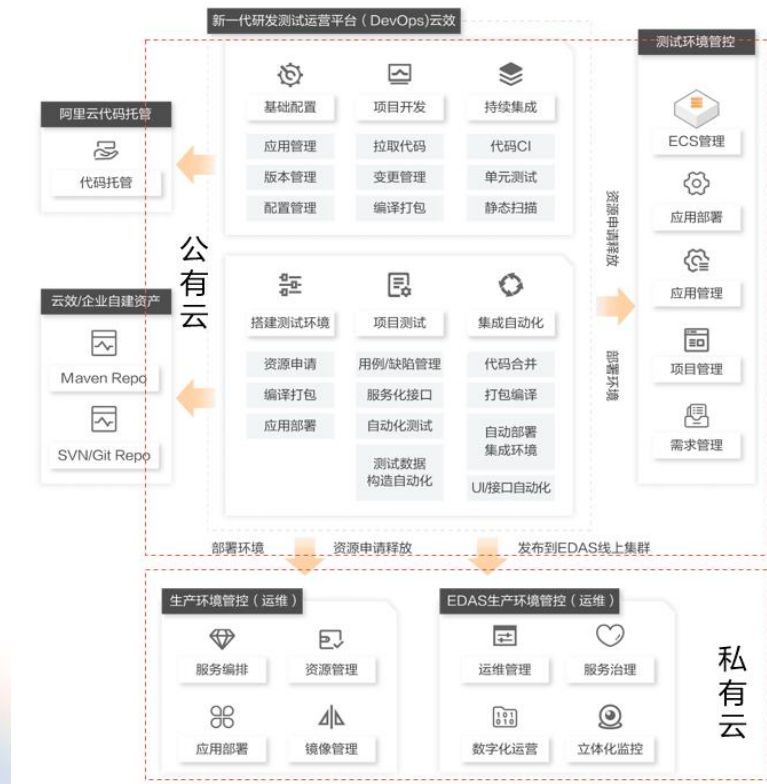 新一代研发测试运营平台（DevOps)云效
基础配置
项目开发
持续集成
应用管理
拉取代码
代码CI
版本管理
变更管理
单元测试
配置管理
编译打包
静态扫描
阿里云代码托管
代码托管
公有云
云效/企业自建资产
Maven Repo
SVN/Git Repo
搭建测试环境
项目测试
集成自动化
资源申请
用例/缺陷管理
代码合并
编译打包
服务化接口
打包编译
应用部署
自动化测试
自动部署
集成环境
测试数据
构造自动化
UI/接口自动化
资源申请释放
部署环境
测试环境管控
ECS管理
应用部署
应用管理
项目管理
需求管理
部署环境
资源申请释放
发布到EDAS线上集群
生产环境管控（运维）
服务编排
资源管理
应用部署
镜像管理
EDAS生产环境管控（运维）
运维管理
服务治理
数字化运营
立体化监控
101
010
私有云